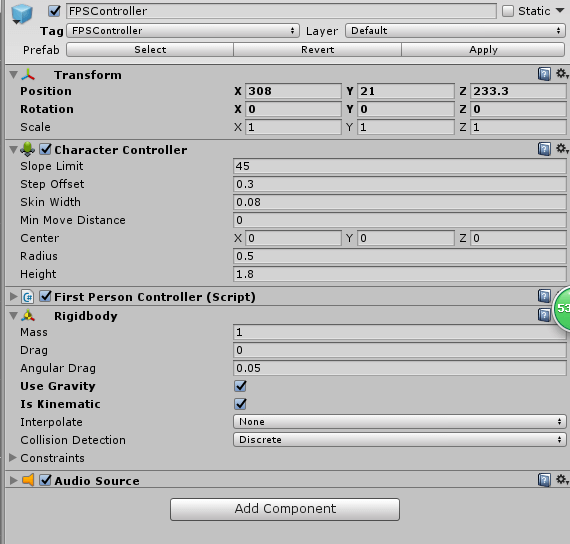 FPSController Static
Tag FPSController Layer Default
Prefab Select Revert Apply
Transform
Position X 308 Y 21 Z 233.3
Rotation X 0 Y 0 Z 0
Scale X 1 Y 1 Z 1
Character Controller
Slope Limit 45
Step Offset 0.3
Skin Width 0.08
Min Move Distance 0
Center X 0 Y 0 Z 0
Radius 0.5
Height 1.8
First Person Controller (Script)
Rigidbody
53
Mass 1
Drag 0
Angular Drag 0.05
Use Gravity
Is Kinematic
Interpolate None
Collision Detection Discrete
Constraints
Audio Source
Add Component